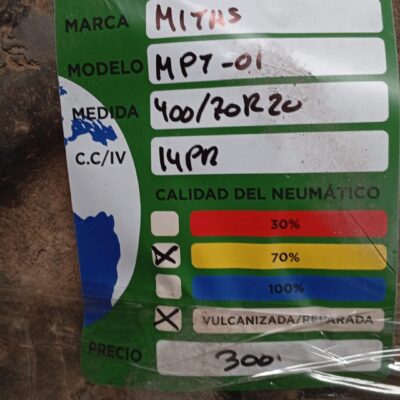 MARCA MITAS
MODELO MPT-01
MEDIDA 400/70R20
C.C/IV 14PR
CALIDAD DEL NEUMÁTICO
30%
X 70%
100%
X VULCANIZADA/REPARADA
PRECIO 300